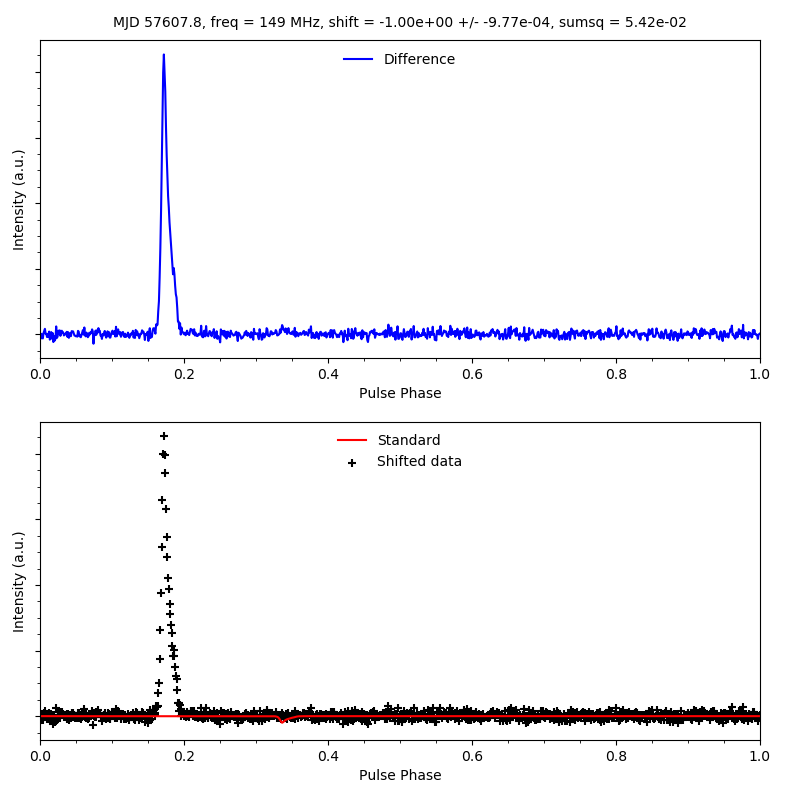 MJD 57607.8, freq = 149 MHz, shift = -1.00e+00 +/- -9.77e-04, sumsq = 5.42e-02
Difference
Intensity (a.u.)
0.0 0.2 0.4 0.6 0.8 1.0
Pulse Phase
Standard
Shifted data
Intensity (a.u.)
0.0 0.2 0.4 0.6 0.8 1.0
Pulse Phase